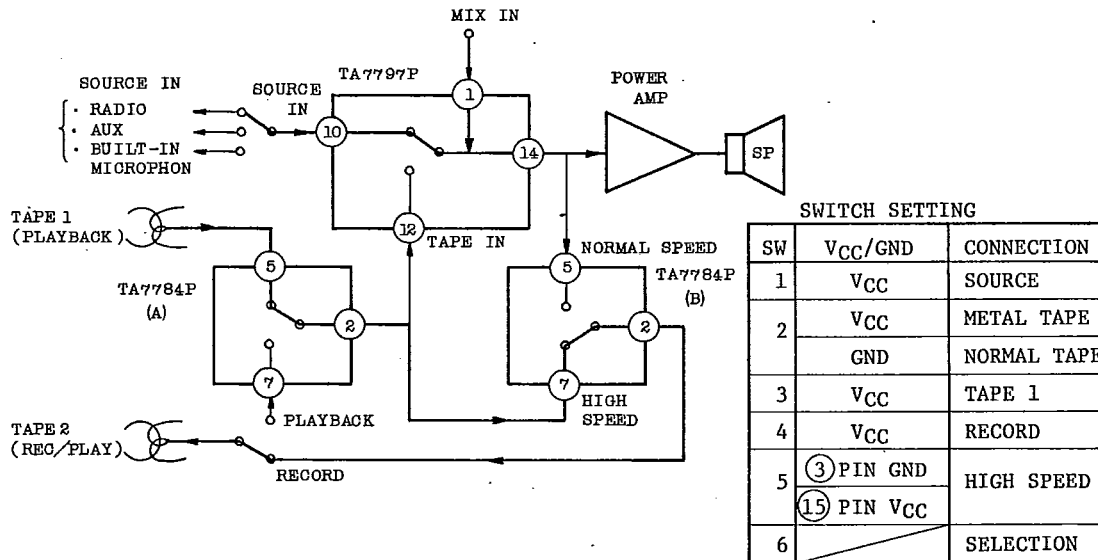 MIX IN
TA7797P
POWER
AMP
SOURCE IN
SOURCE
IN
· RADIO
· AUX
· BUILT-IN
MICROPHON
1
10
14
12
SP
TAPE IN
TAPE 1
(PLAYBACK)
5
TA7784P
(A)
2
7
PLAYBACK
NORMAL SPEED
5
TA7784P
(B)
2
7
HIGH
SPEED
TAPE 2
(REC/PLAY)
RECORD
SWITCH SETTING
SW VCC/GND CONNECTION
1 VCC SOURCE
2 VCC METAL TAPE
GND NORMAL TAPE
3 VCC TAPE 1
4 VCC RECORD
5 3 PIN GND HIGH SPEED
15 PIN VCC
6 SELECTION